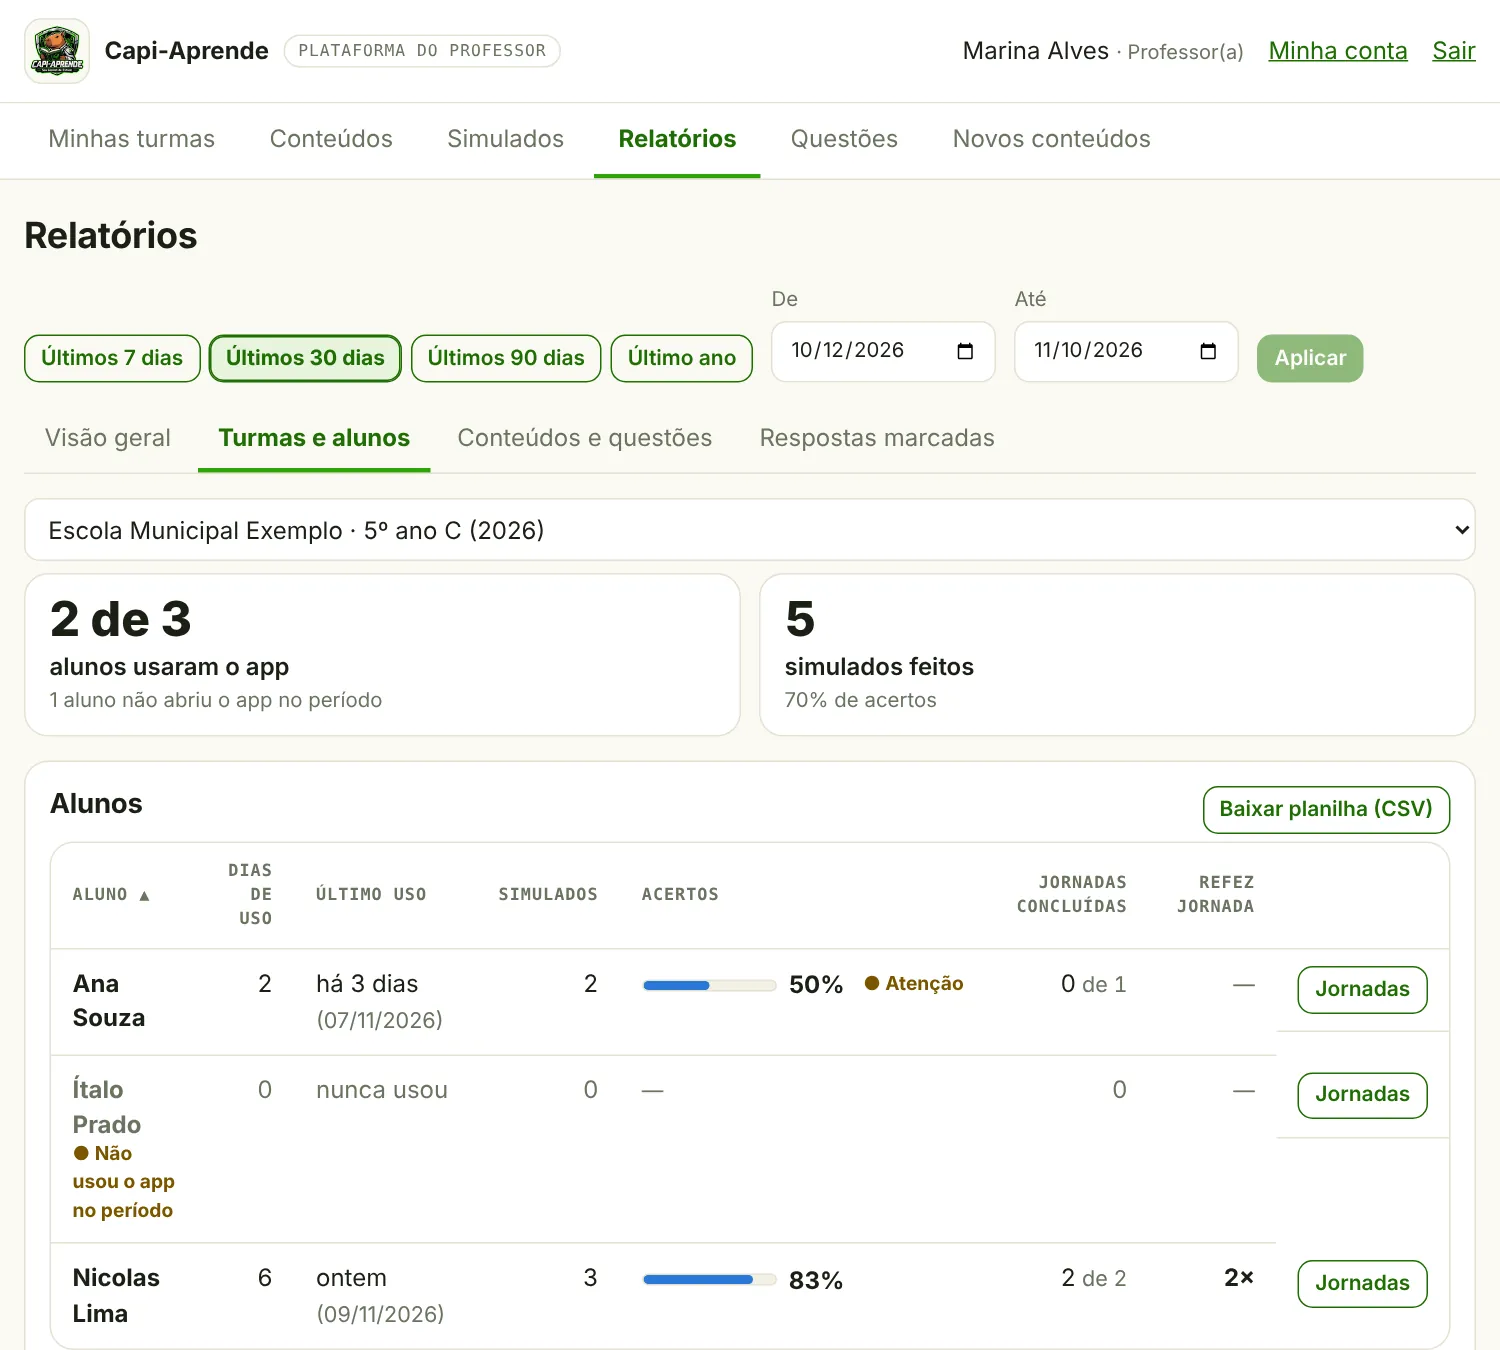 CAPI-APRENDE
Capi-Aprende
PLATAFORMA DO PROFESSOR
Marina Alves · Professor(a)
Minha conta
Sair
Minhas turmas
Conteúdos
Simulados
Relatórios
Questões
Novos conteúdos
Relatórios
Últimos 7 dias
Últimos 30 dias
Últimos 90 dias
Último ano
De
10/12/2026
Até
11/10/2026
Aplicar
Visão geral
Turmas e alunos
Conteúdos e questões
Respostas marcadas
Escola Municipal Exemplo · 5º ano C (2026)
2 de 3
alunos usaram o app
1 aluno não abriu o app no período
5
simulados feitos
70% de acertos
Alunos
Baixar planilha (CSV)
ALUNO ▲
DIAS
DE
USO
ÚLTIMO USO
SIMULADOS
ACERTOS
JORNADAS
CONCLUÍDAS
REFEZ
JORNADA
Ana
Souza
2
há 3 dias
(07/11/2026)
2
50%
Atenção
0 de 1
—
Jornadas
Ítalo
Prado
Não
usou o app
no período
0
nunca usou
0
—
0
—
Jornadas
Nicolas
Lima
6
ontem
(09/11/2026)
3
83%
2 de 2
2×
Jornadas